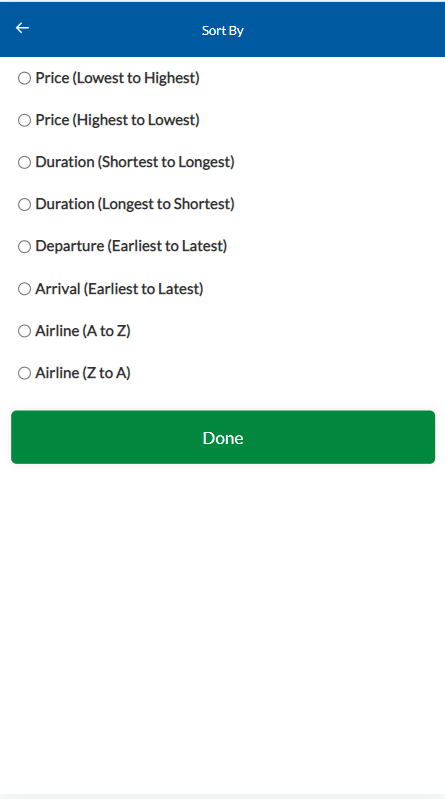 Sort By
Price (Lowest to Highest)
Price (Highest to Lowest)
Duration (Shortest to Longest)
Duration (Longest to Shortest)
Departure (Earliest to Latest)
Arrival (Earliest to Latest)
Airline (A to Z)
Airline (Z to A)
Done